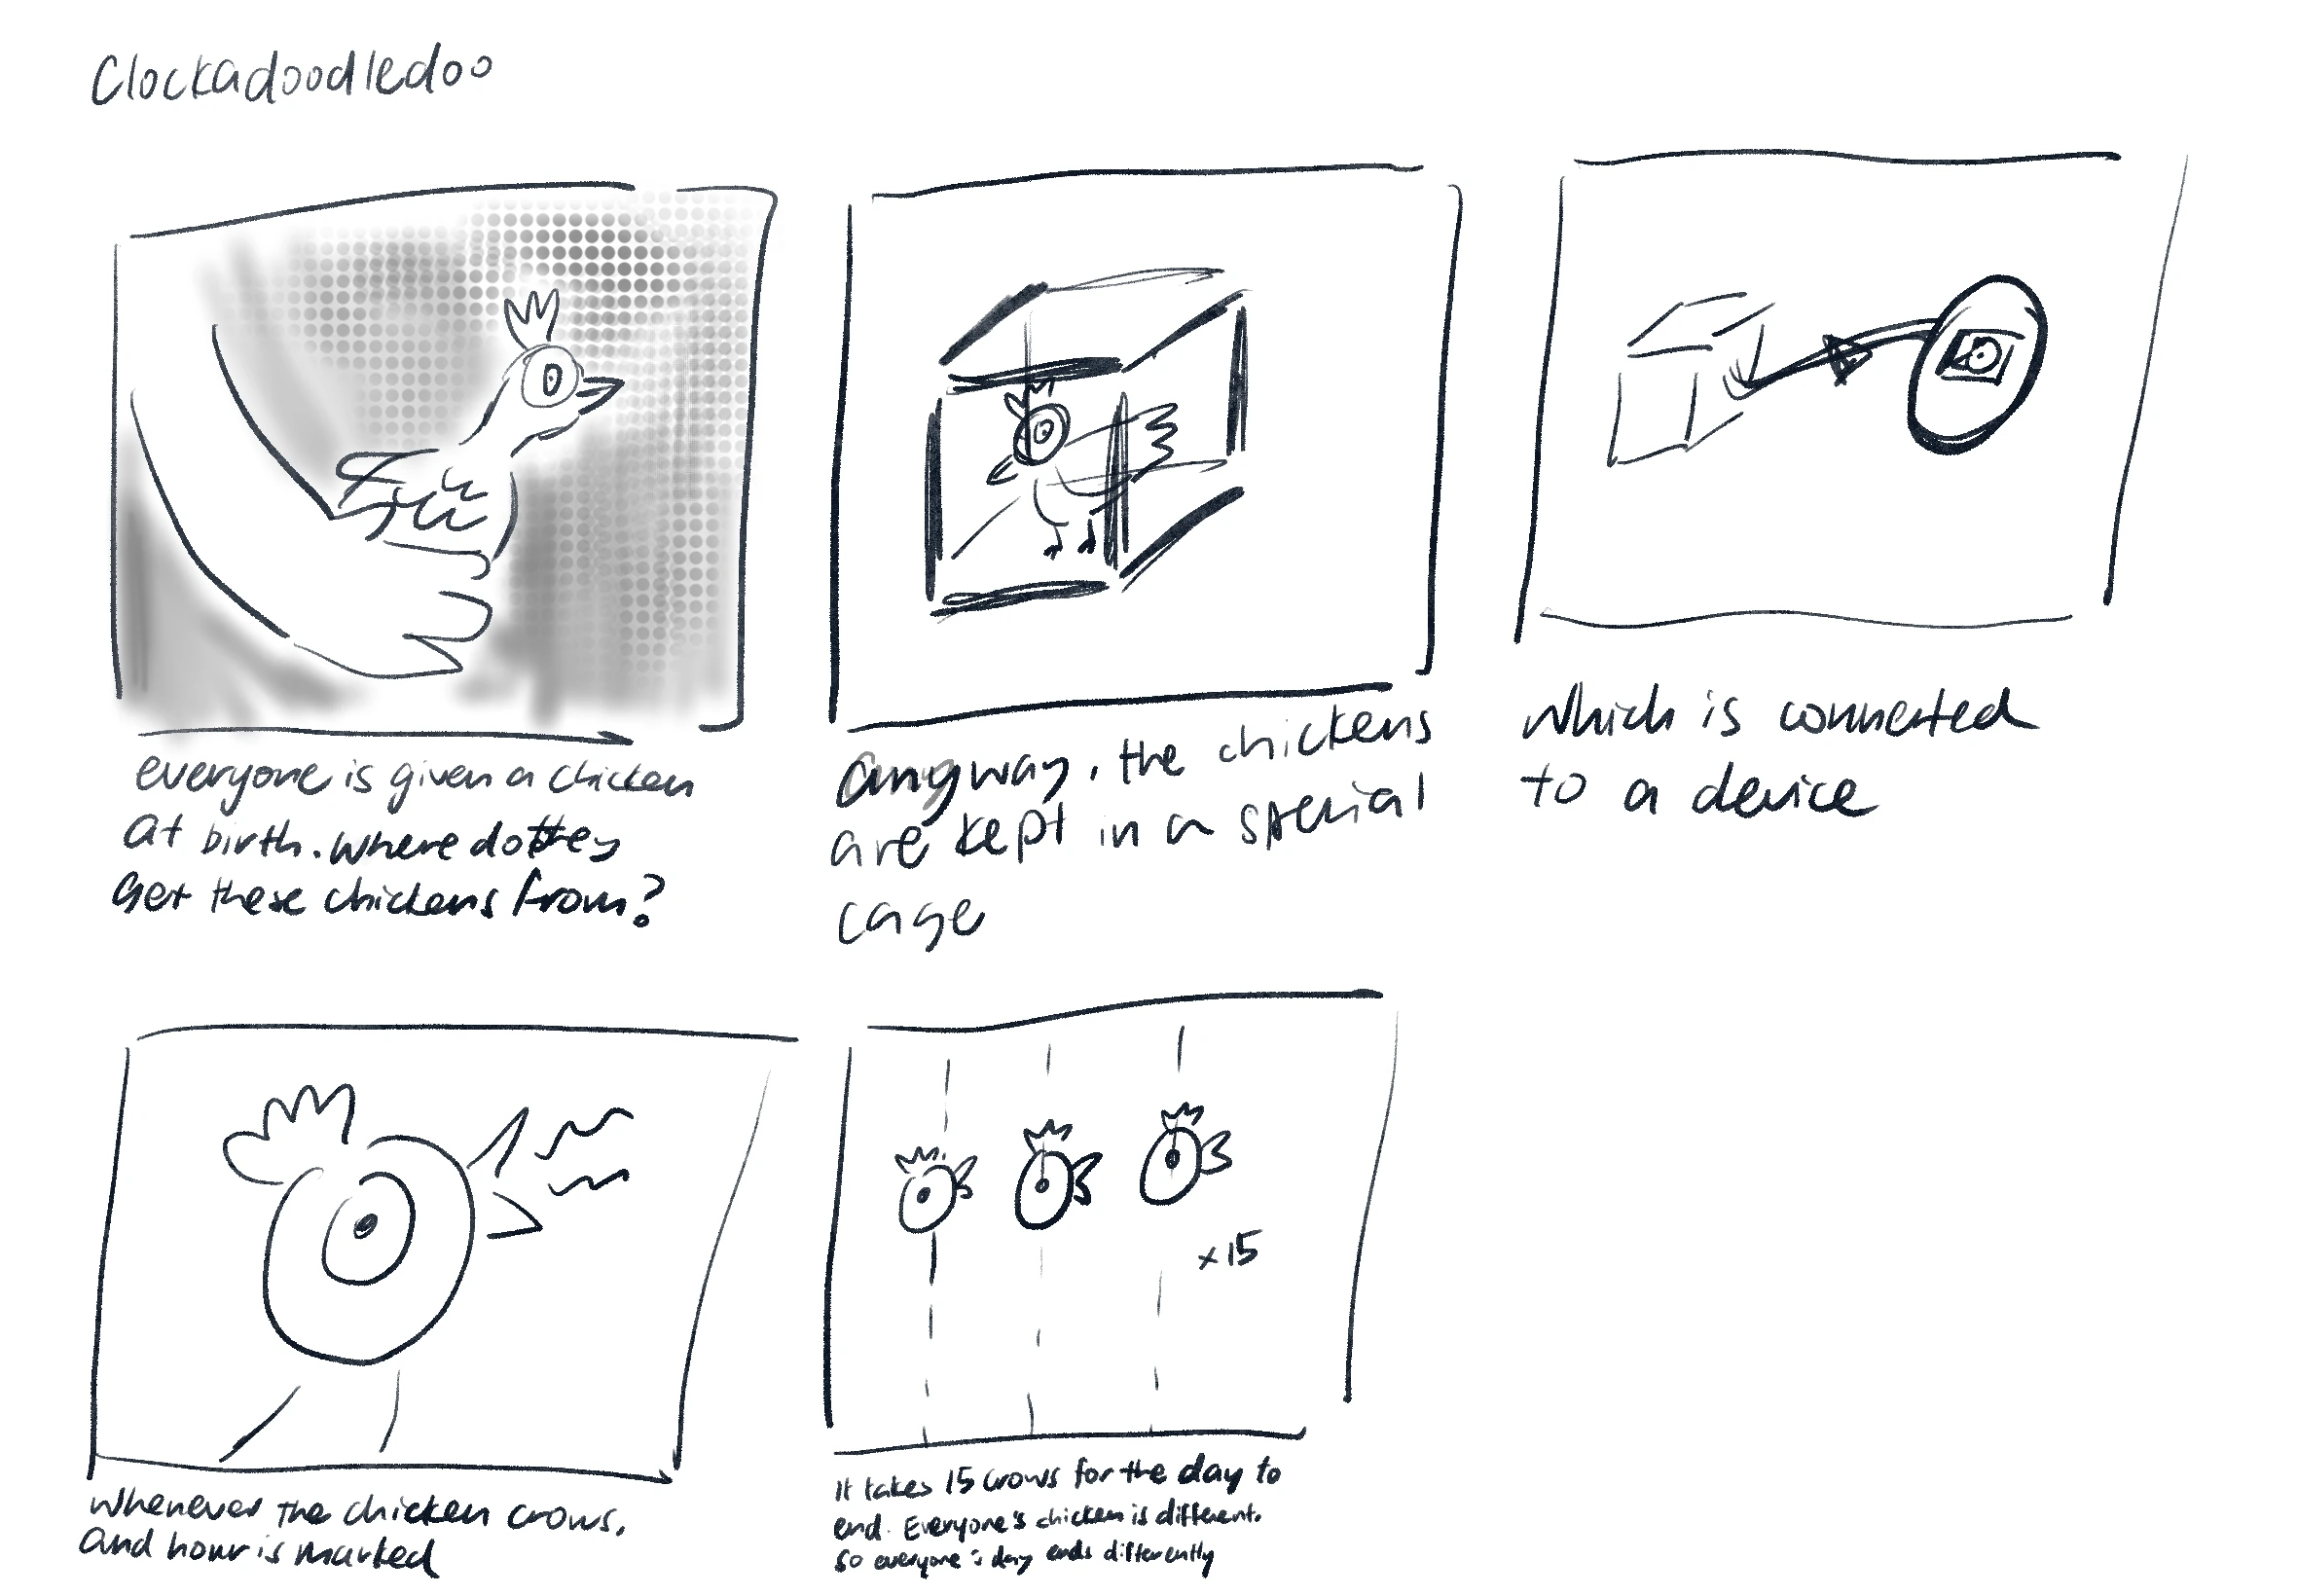 Clockadoodledoo
everyone is given a chicken
at birth. where do they
get these chickens from?
anyway, the chickens
are kept in a special
cage
which is connected
to a device
whenever the chicken crows,
and hour is marked
x15
It takes 15 crows for the day to
end. Everyone's chicken is different.
so everyone's day ends differently